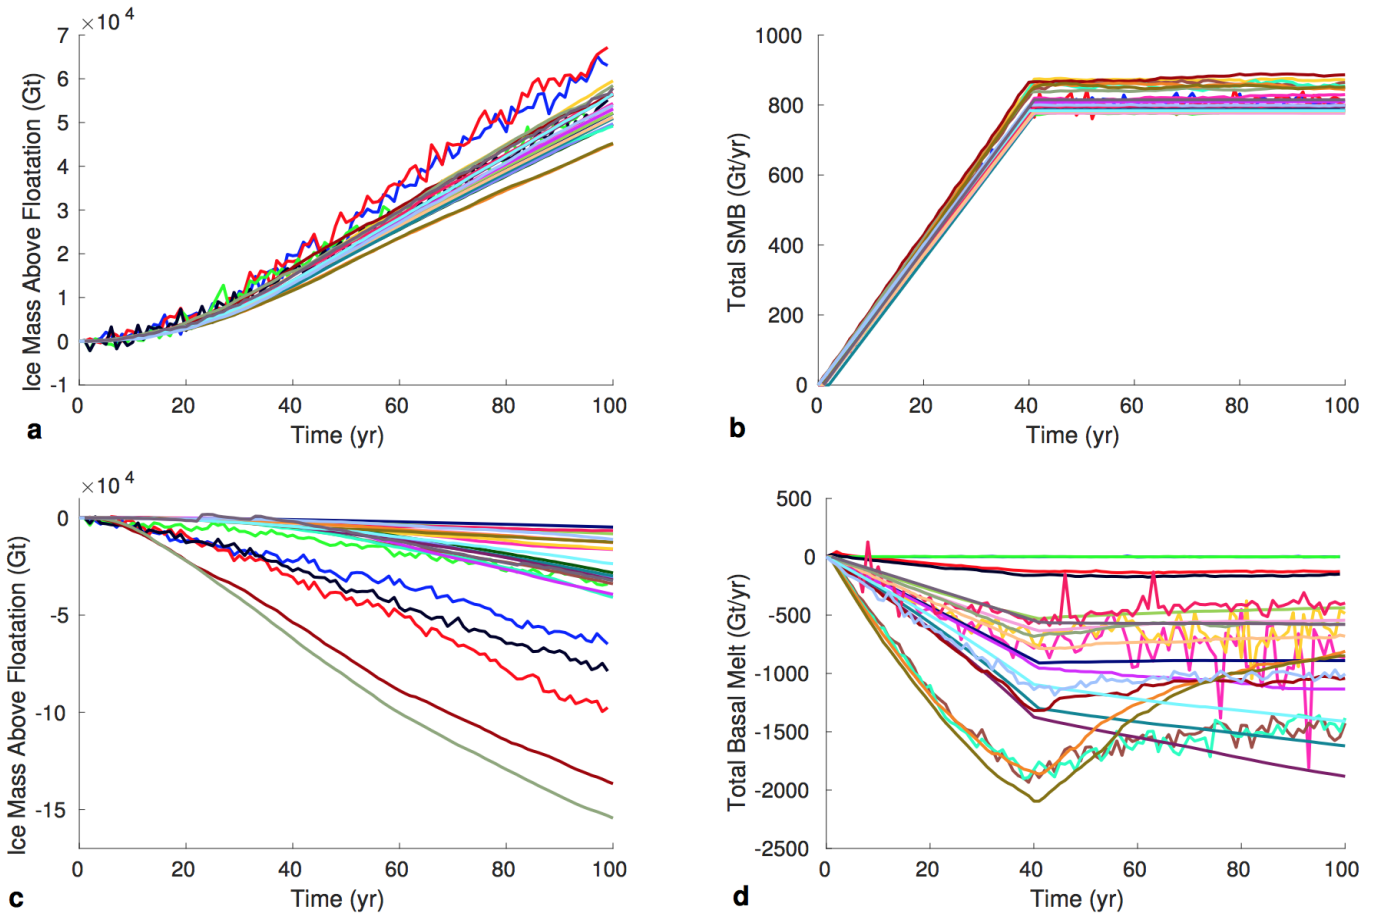 ×10 4
7
6
5
4
3
2
1
0
-1
0 20 40 60 80 100
Time (yr)
Ice Mass Above Floatation (Gt)
a
1000
800
600
400
200
0
0 20 40 60 80 100
Time (yr)
Total SMB (Gt/yr)
b
×10 4
0
-5
-10
-15
0 20 40 60 80 100
Time (yr)
Ice Mass Above Floatation (Gt)
c
500
0
-500
-1000
-1500
-2000
-2500
0 20 40 60 80 100
Time (yr)
Total Basal Melt (Gt/yr)
d